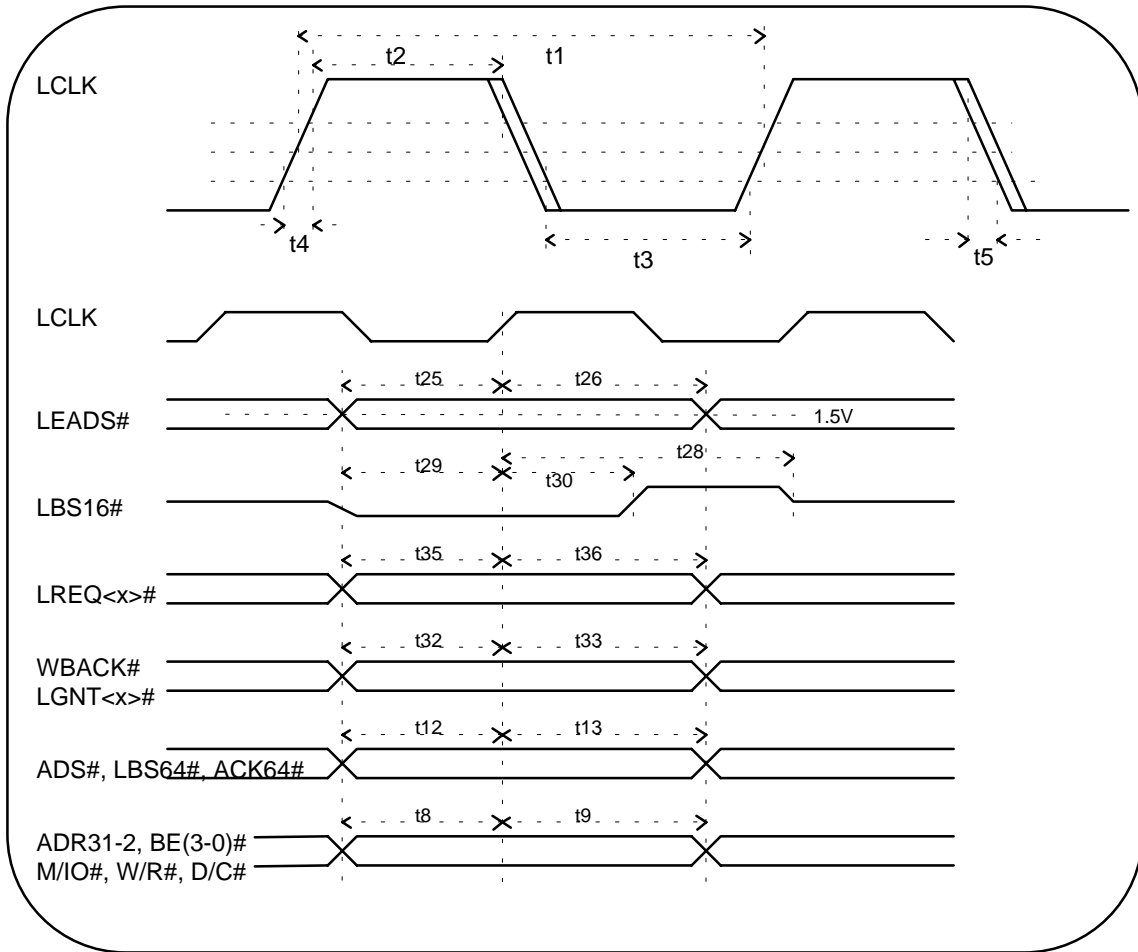 t2
t1
LCLK
t4
t3
t5
LCLK
t25
t26
LEADS#
1.5V
t29
t30
t28
LBS16#
t35
t36
LREQ<x>#
t32
t33
WBACK#
LGNT<x>#
t12
t13
ADS#, LBS64#, ACK64#
t8
t9
ADR31-2, BE(3-0)#
M/IO#, W/R#, D/C#